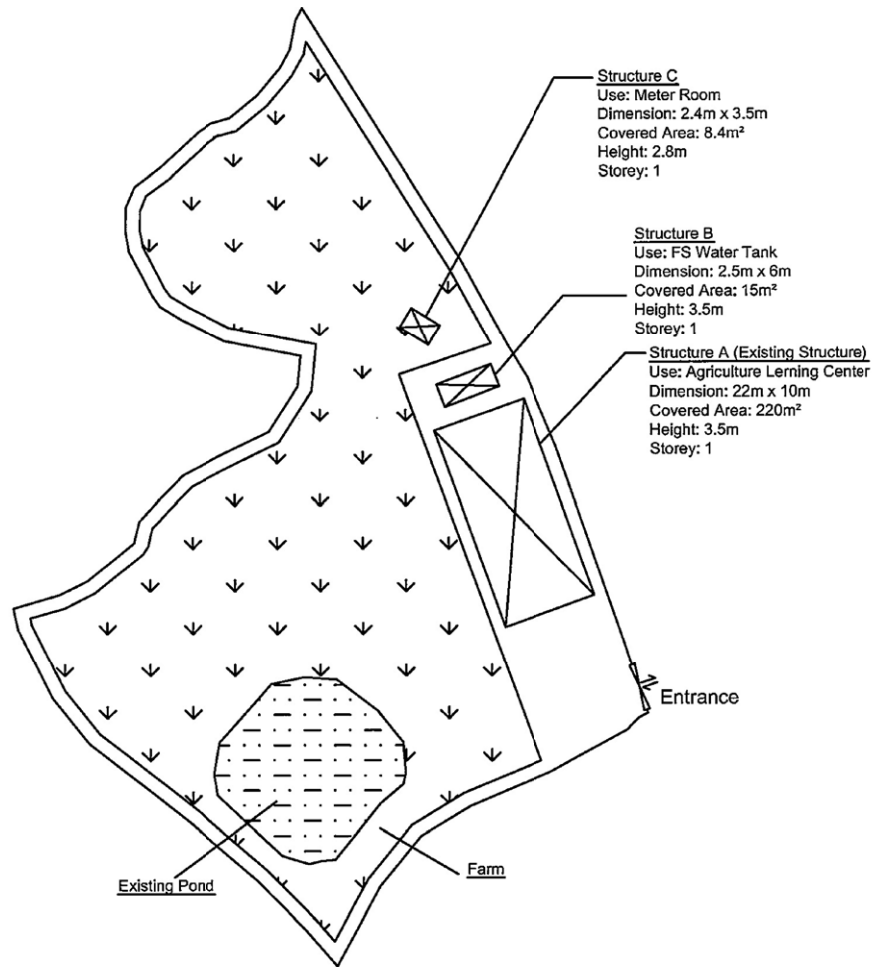 Structure C
Use: Meter Room
Dimension: 2.4m x 3.5m
Covered Area: 8.4m²
Height: 2.8m
Storey: 1
Structure B
Use: FS Water Tank
Dimension: 2.5m x 6m
Covered Area: 15m²
Height: 3.5m
Storey: 1
Structure A (Existing Structure)
Use: Agriculture Lerning Center
Dimension: 22m x 10m
Covered Area: 220m²
Height: 3.5m
Storey: 1
Entrance
Farm
Existing Pond